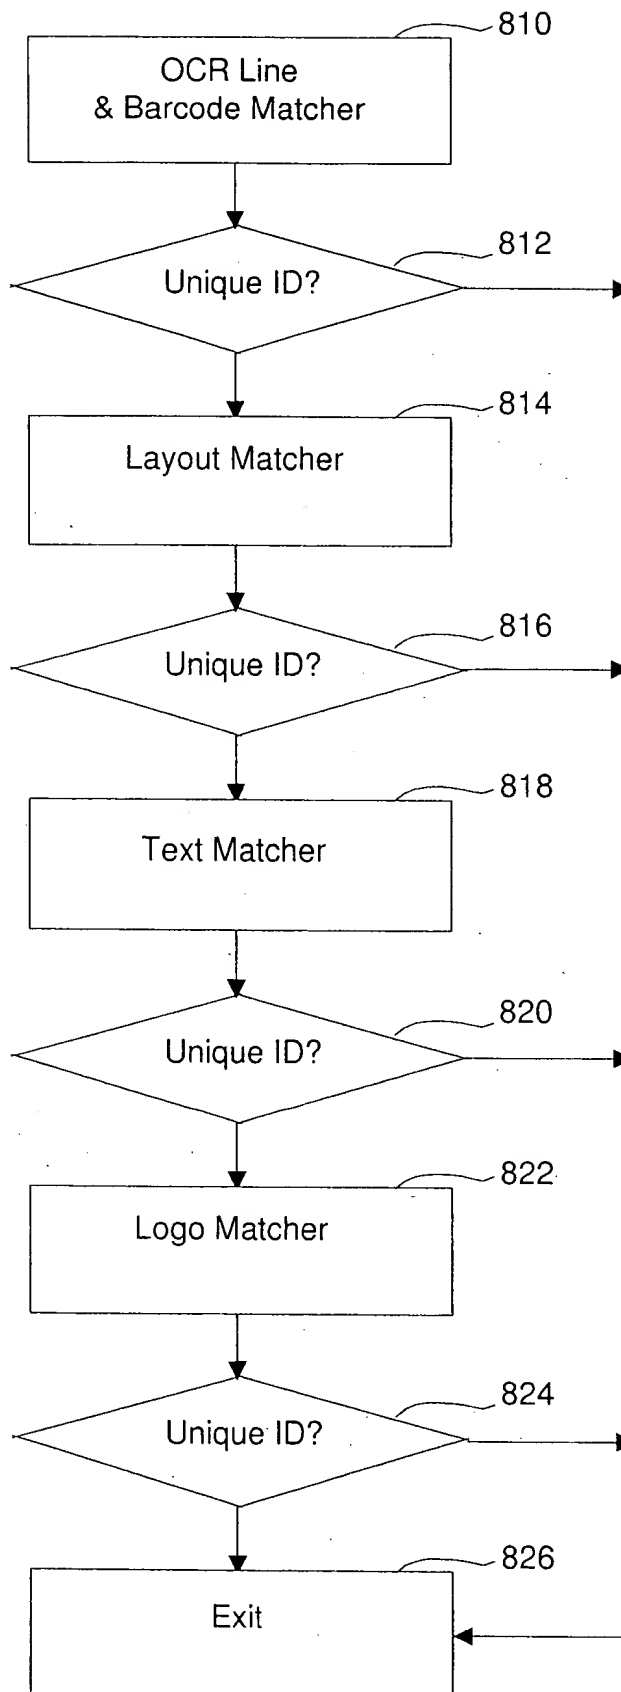 810
OCR Line
& Barcode Matcher
812
Unique ID?
814
Layout Matcher
816
Unique ID?
818
Text Matcher
820
Unique ID?
822
Logo Matcher
824
Unique ID?
826
Exit